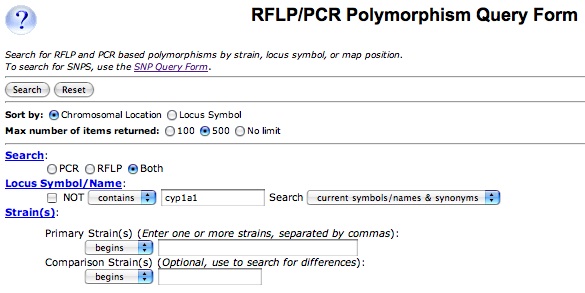 ?
RFLP/PCR Polymorphism Query Form
Search for RFLP and PCR based polymorphisms by strain, locus symbol, or map position.
To search for SNPS, use the SNP Query Form.
Search Reset
Sort by: Chromosomal Location Locus Symbol
Max number of items returned: 100 500 No limit
Search:
PCR RFLP Both
Locus Symbol/Name:
NOT contains cyp1a1 Search current symbols/names & synonyms
Strain(s):
Primary Strain(s) (Enter one or more strains, separated by commas):
begins
Comparison Strain(s) (Optional, use to search for differences):
begins